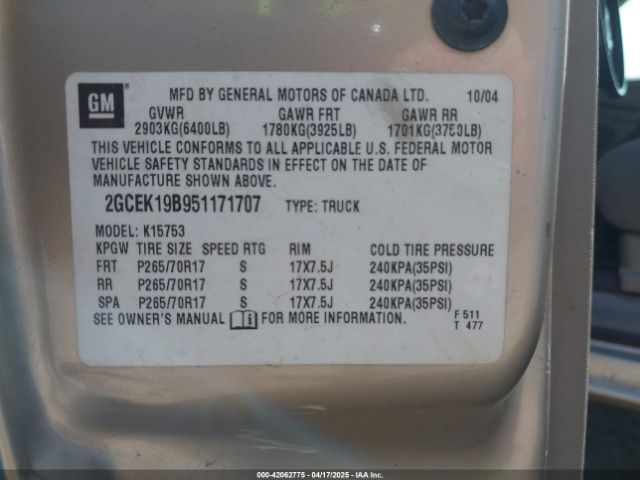 GM
MFD BY GENERAL MOTORS OF CANADA LTD. 10/04
GVWR GAWR FRT GAWR RR
2903KG(6400LB) 1780KG(3925LB) 1701KG(3750LB)
THIS VEHICLE CONFORMS TO ALL APPLICABLE U.S. FEDERAL MOTOR
VEHICLE SAFETY STANDARDS IN EFFECT ON THE DATE OF
MANUFACTURE SHOWN ABOVE.
2GCEK19B951171707 TYPE: TRUCK
MODEL: K15753
KPGW TIRE SIZE SPEED RTG RIM COLD TIRE PRESSURE
FRT P265/70R17 S 17X7.5J 240KPA(35PSI)
RR P265/70R17 S 17X7.5J 240KPA(35PSI)
SPA P265/70R17 S 17X7.5J 240KPA(35PSI)
SEE OWNER'S MANUAL FOR MORE INFORMATION.
F 511
T 477
000-42062775 - 04/17/2025 - IAAI.COM